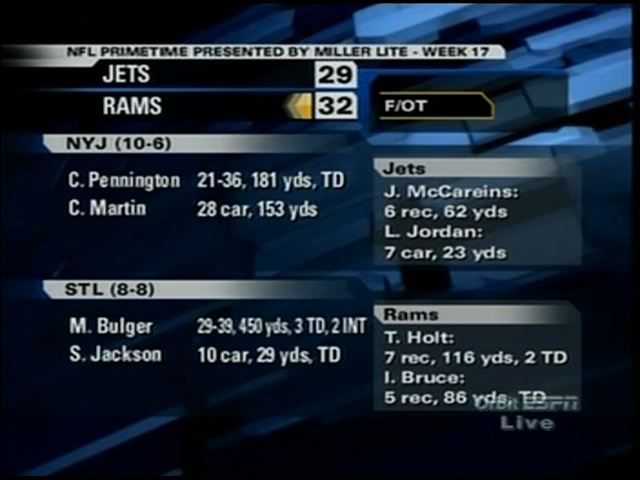 NFL PRIMETIME PRESENTED BY MILLER LITE - WEEK 17
JETS 29
RAMS 32
F/OT
NYJ (10-6)
C. Pennington 21-36, 181 yds, TD
C. Martin 28 car, 153 yds
Jets
J. McCareins:
6 rec, 62 yds
L. Jordan:
7 car, 23 yds
STL (8-8)
M. Bulger 29-39, 450 yds, 3 TD, 2 INT
S. Jackson 10 car, 29 yds, TD
Rams
T. Holt:
7 rec, 116 yds, 2 TD
I. Bruce:
5 rec, 86 yds, TD
Orbit ESPN
Live